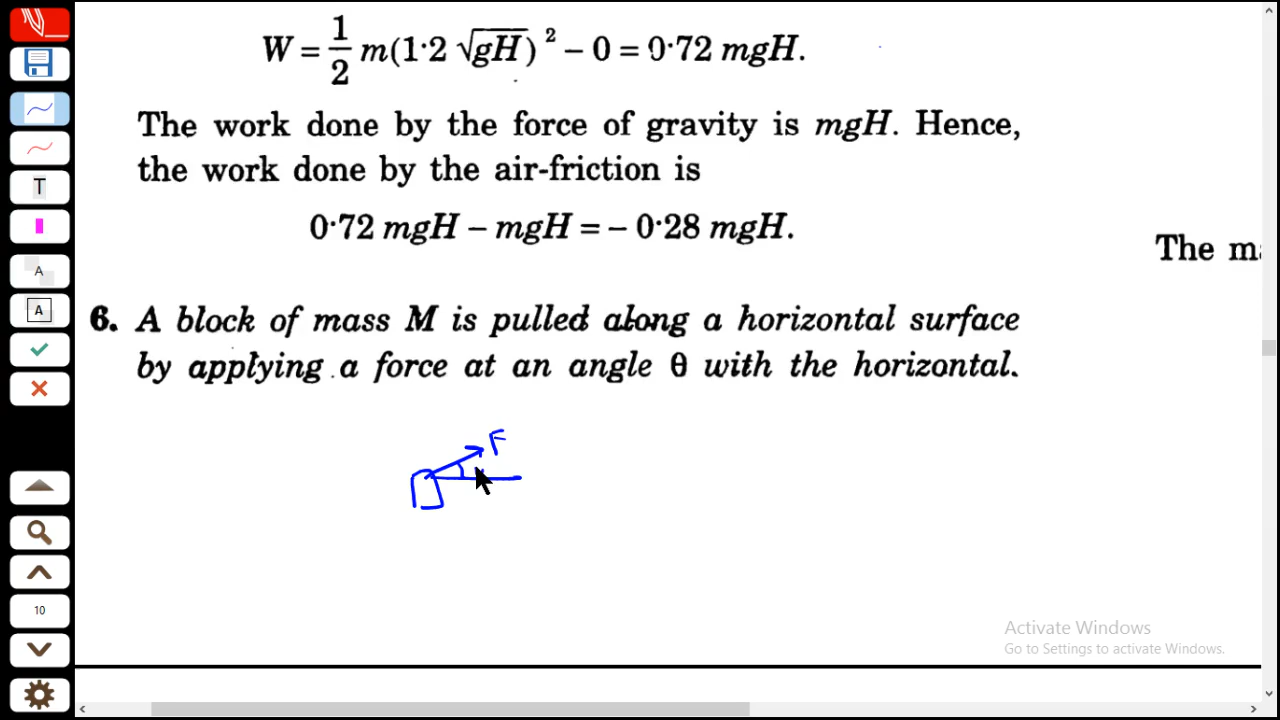 W = 1/2 m(1·2 √gH)² – 0 = 0·72 mgH.
The work done by the force of gravity is mgH. Hence,
the work done by the air-friction is
0·72 mgH – mgH = – 0·28 mgH.
The ma
6. A block of mass M is pulled along a horizontal surface
by applying a force at an angle θ with the horizontal.
F
T
A
A
10
Activate Windows
Go to Settings to activate Windows.